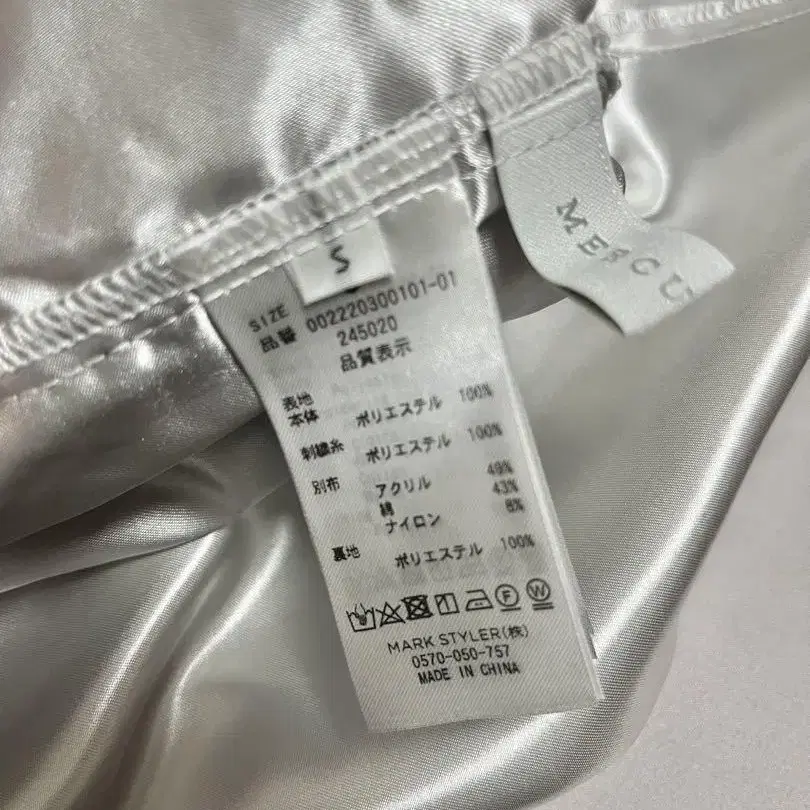 MERCU
S
SIZE
品番 002220300101-01
245020
品質表示
表地
本体 ポリエステル 100%
刺繍糸 ポリエステル 100%
別布 アクリル 49%
綿 43%
ナイロン 8%
裏地 ポリエステル 100%
MARK STYLER(株)
0570-050-757
MADE IN CHINA